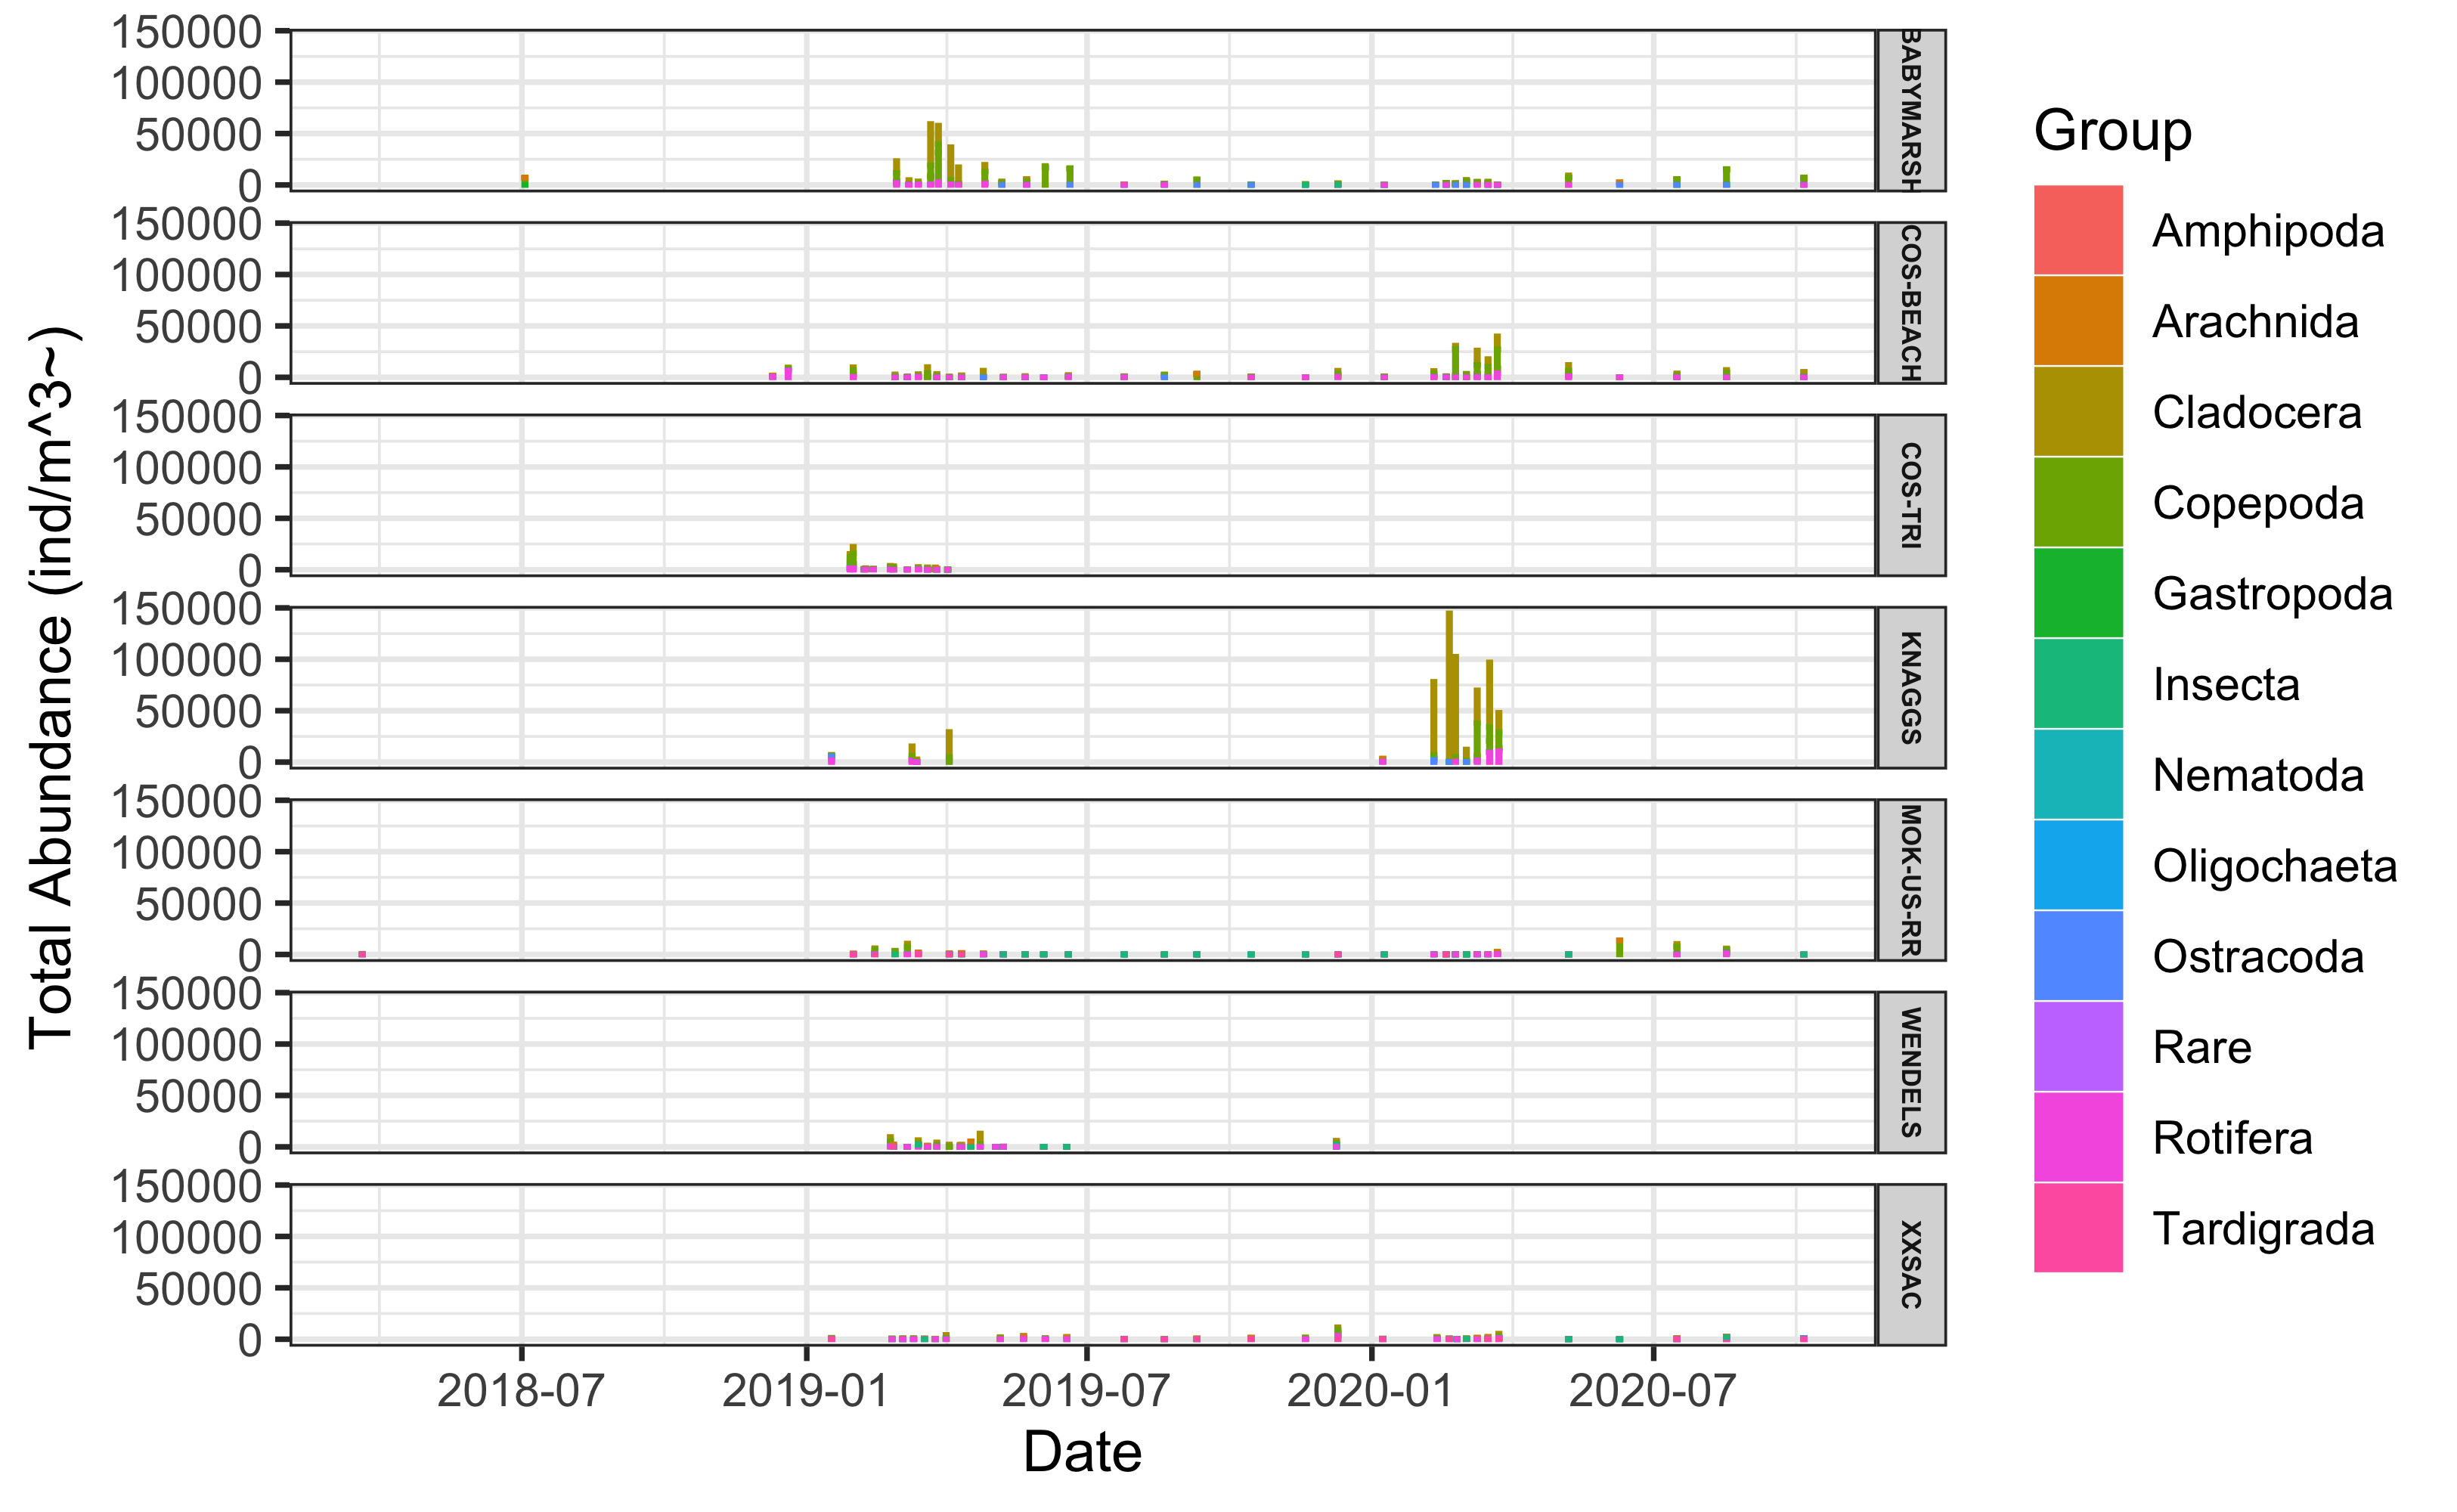 Total Abundance (ind/m^3~)
150000
100000
50000
0
BABYMARSH
150000
100000
50000
0
COS-BEACH
150000
100000
50000
0
COS-TRI
150000
100000
50000
0
KNAGGS
150000
100000
50000
0
MOK-US-RR
150000
100000
50000
0
WENDELS
150000
100000
50000
0
XXSAC
2018-07
2019-01
2019-07
2020-01
2020-07
Date
Group
Amphipoda
Arachnida
Cladocera
Copepoda
Gastropoda
Insecta
Nematoda
Oligochaeta
Ostracoda
Rare
Rotifera
Tardigrada